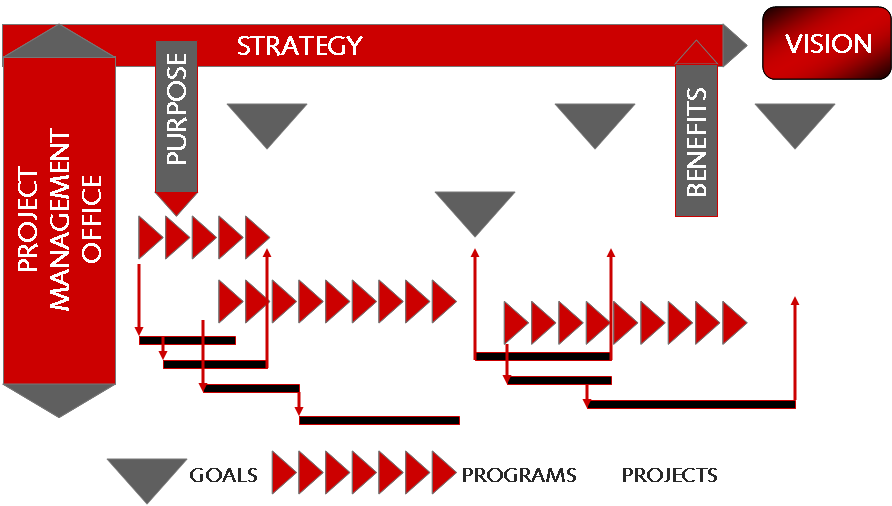 STRATEGY
VISION
PURPOSE
BENEFITS
PROJECT
MANAGEMENT
OFFICE
GOALS
PROGRAMS
PROJECTS